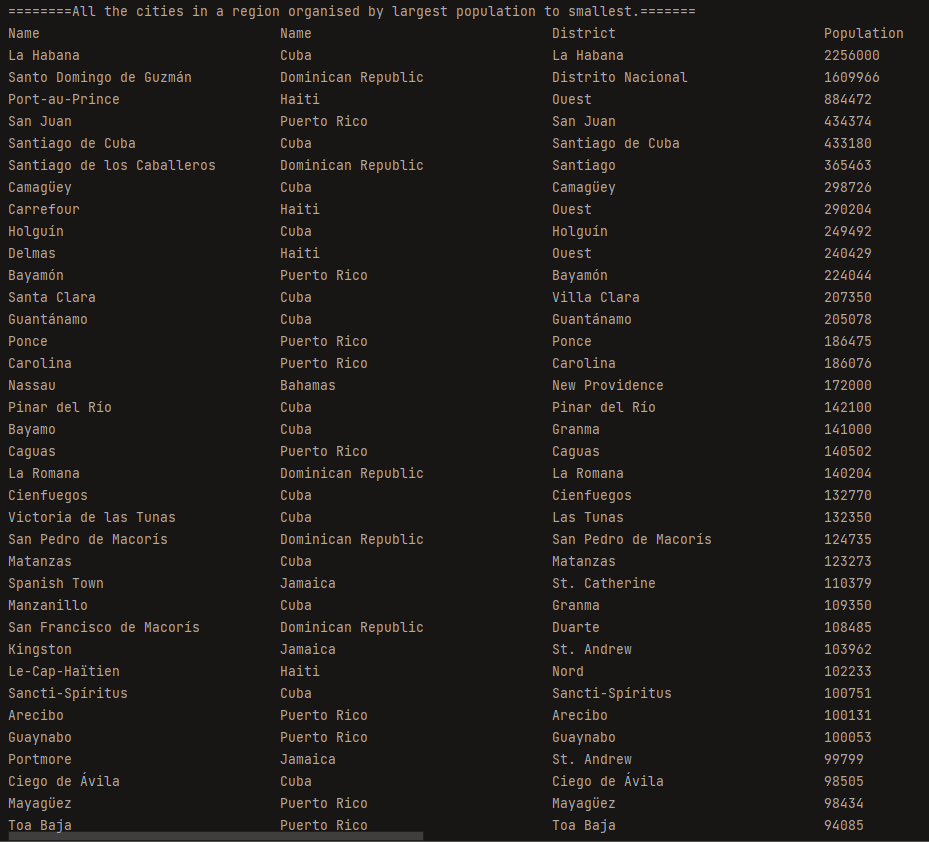 ========All the cities in a region organised by largest population to smallest.=======
Name Name District Population
La Habana Cuba La Habana 2256000
Santo Domingo de Guzmán Dominican Republic Distrito Nacional 1609966
Port-au-Prince Haiti Ouest 884472
San Juan Puerto Rico San Juan 434374
Santiago de Cuba Cuba Santiago de Cuba 433180
Santiago de los Caballeros Dominican Republic Santiago 365463
Camagüey Cuba Camagüey 298726
Carrefour Haiti Ouest 290204
Holguín Cuba Holguín 249492
Delmas Haiti Ouest 240429
Bayamón Puerto Rico Bayamón 224044
Santa Clara Cuba Villa Clara 207350
Guantánamo Cuba Guantánamo 205078
Ponce Puerto Rico Ponce 186475
Carolina Puerto Rico Carolina 186076
Nassau Bahamas New Providence 172000
Pinar del Río Cuba Pinar del Río 142100
Bayamo Cuba Granma 141000
Caguas Puerto Rico Caguas 140502
La Romana Dominican Republic La Romana 140204
Cienfuegos Cuba Cienfuegos 132770
Victoria de las Tunas Cuba Las Tunas 132350
San Pedro de Macorís Dominican Republic San Pedro de Macorís 124735
Matanzas Cuba Matanzas 123273
Spanish Town Jamaica St. Catherine 110379
Manzanillo Cuba Granma 109350
San Francisco de Macorís Dominican Republic Duarte 108485
Kingston Jamaica St. Andrew 103962
Le-Cap-Haïtien Haiti Nord 102233
Sancti-Spíritus Cuba Sancti-Spíritus 100751
Arecibo Puerto Rico Arecibo 100131
Guaynabo Puerto Rico Guaynabo 100053
Portmore Jamaica St. Andrew 99799
Ciego de Ávila Cuba Ciego de Ávila 98505
Mayagüez Puerto Rico Mayagüez 98434
Toa Baja Puerto Rico Toa Baja 94085